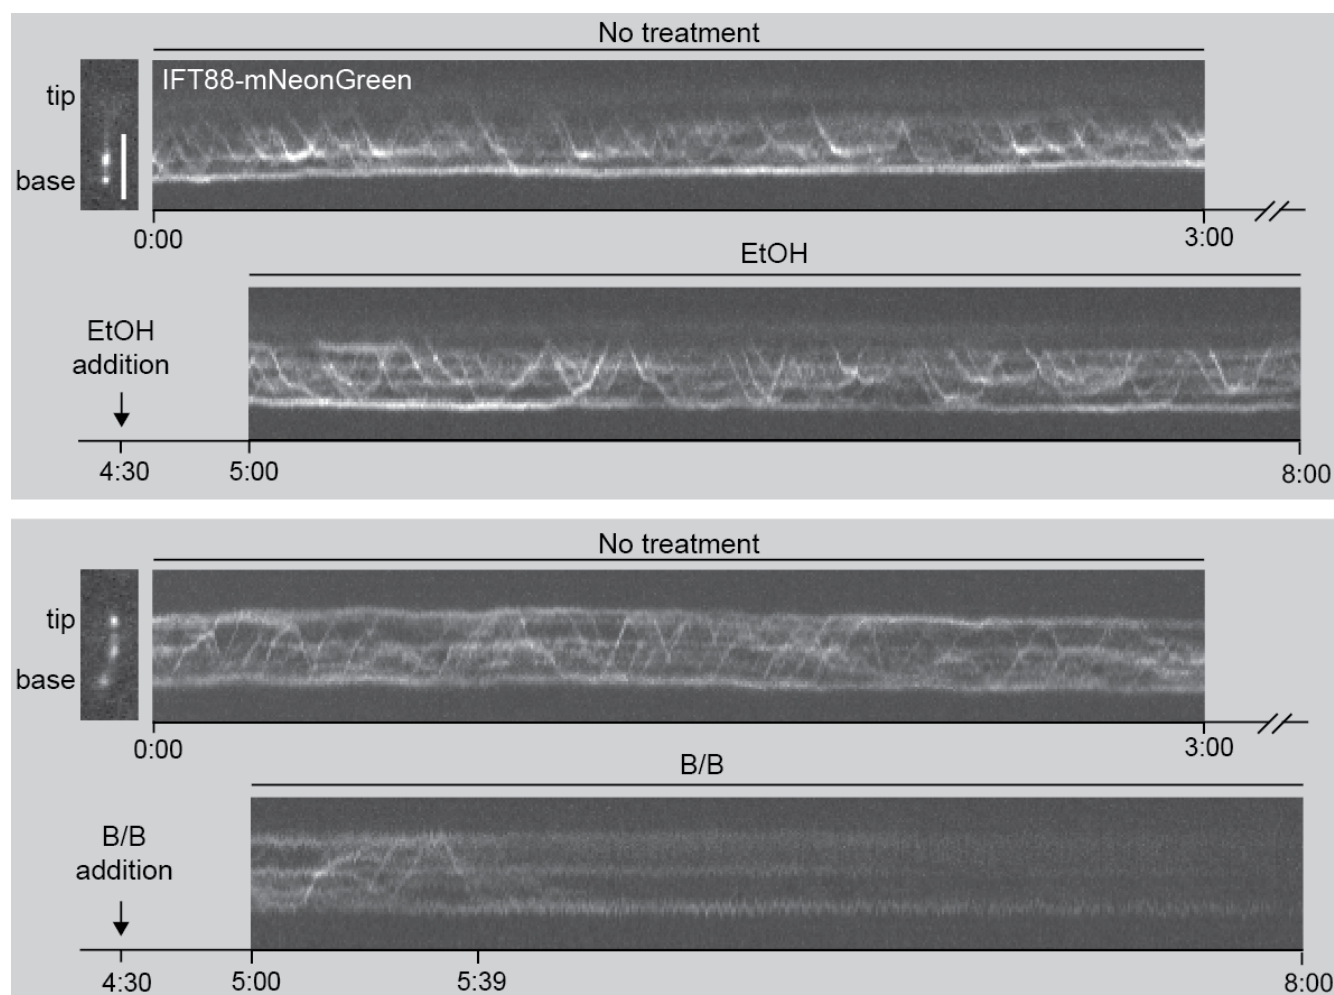 No treatment
tip
IFT88-mNeonGreen
base
0:00
3:00
EtOH
EtOH
addition
4:30
5:00
8:00
No treatment
tip
base
0:00
3:00
B/B
B/B
addition
4:30
5:00
5:39
8:00